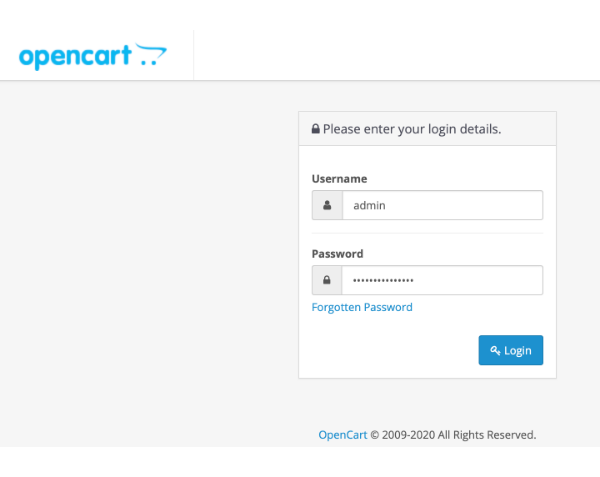 opencart
Please enter your login details.
Username
admin
Password
•••••••••••••••
Forgotten Password
Login
OpenCart © 2009-2020 All Rights Reserved.